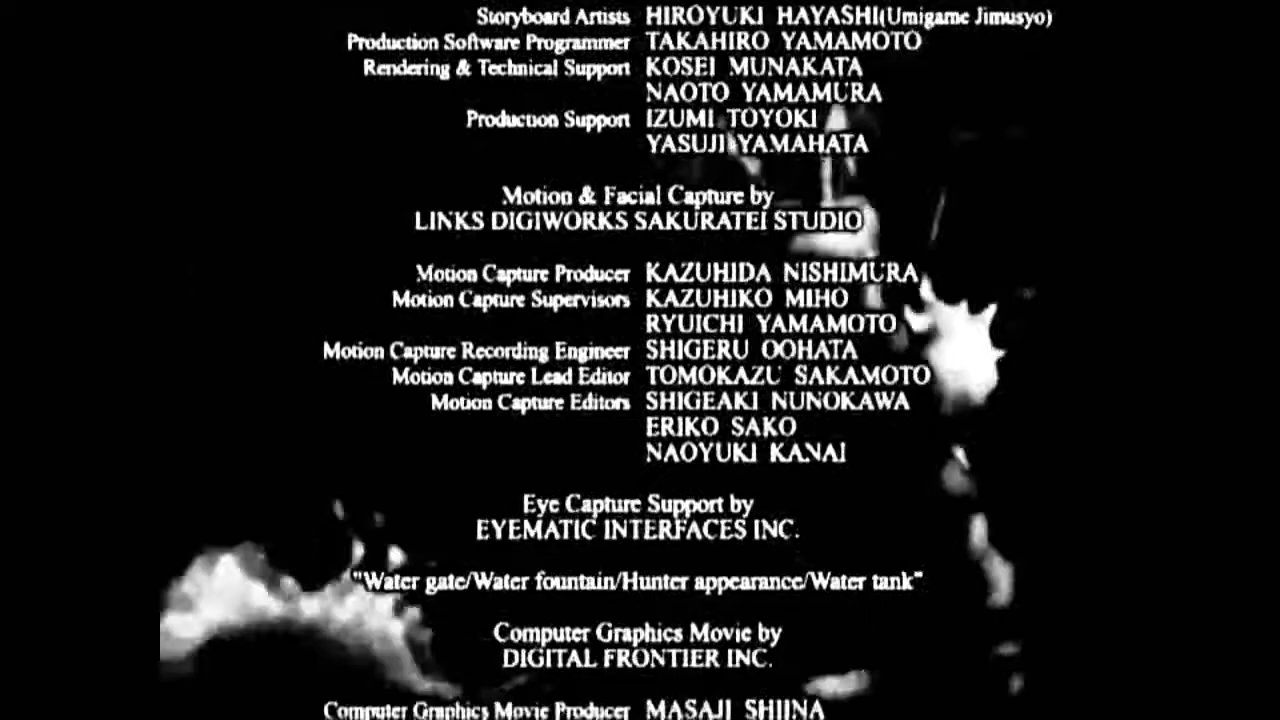 Storyboard Artists HIROYUKI HAYASHI(Umigame Jimusyo)
Production Software Programmer TAKAHIRO YAMAMOTO
Rendering & Technical Support KOSEI MUNAKATA
NAOTO YAMAMURA
Production Support IZUMI TOYOKI
YASUJI YAMAHATA
Motion & Facial Capture by
LINKS DIGIWORKS SAKURATEI STUDIO
Motion Capture Producer KAZUHIDA NISHIMURA
Motion Capture Supervisors KAZUHIKO MIHO
RYUICHI YAMAMOTO
Motion Capture Recording Engineer SHIGERU OOHATA
Motion Capture Lead Editor TOMOKAZU SAKAMOTO
Motion Capture Editors SHIGEAKI NUNOKAWA
ERIKO SAKO
NAOYUKI KANAI
Eye Capture Support by
EYEMATIC INTERFACES INC.
"Water gate/Water fountain/Hunter appearance/Water tank"
Computer Graphics Movie by
DIGITAL FRONTIER INC.
Computer Graphics Movie Producer MASAJI SHIINA